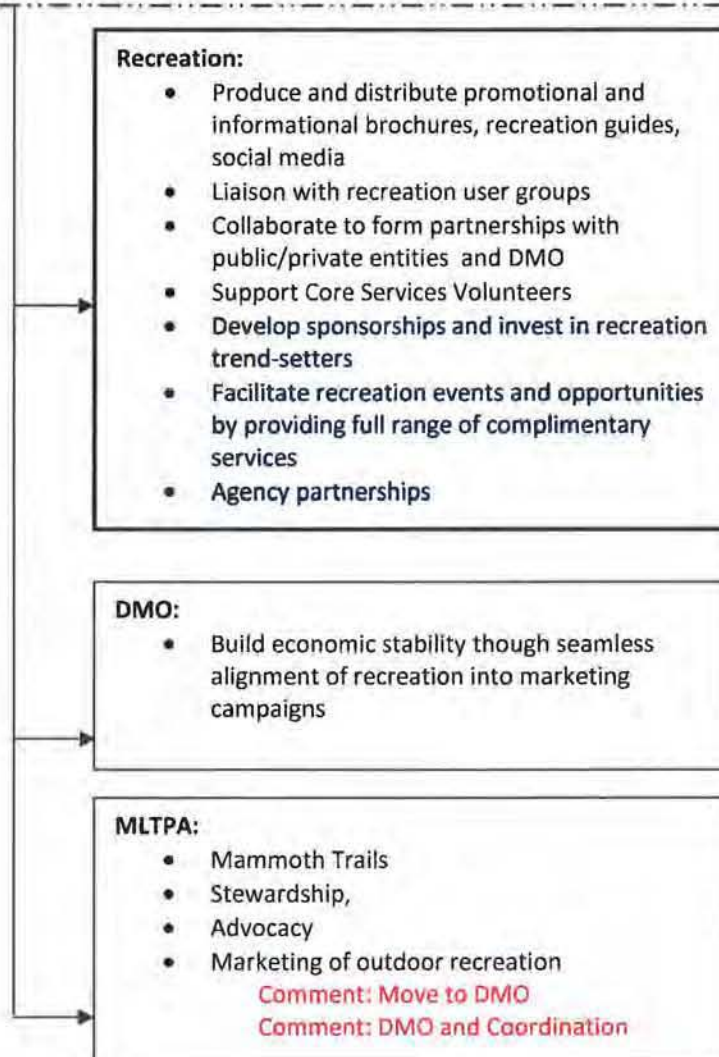 Recreation:
• Produce and distribute promotional and
informational brochures, recreation guides,
social media
• Liaison with recreation user groups
• Collaborate to form partnerships with
public/private entities and DMO
• Support Core Services Volunteers
• Develop sponsorships and invest in recreation
trend-setters
• Facilitate recreation events and opportunities
by providing full range of complimentary
services
• Agency partnerships
DMO:
• Build economic stability though seamless
alignment of recreation into marketing
campaigns
MLTPA:
• Mammoth Trails
• Stewardship,
• Advocacy
• Marketing of outdoor recreation
Comment: Move to DMO
Comment: DMO and Coordination